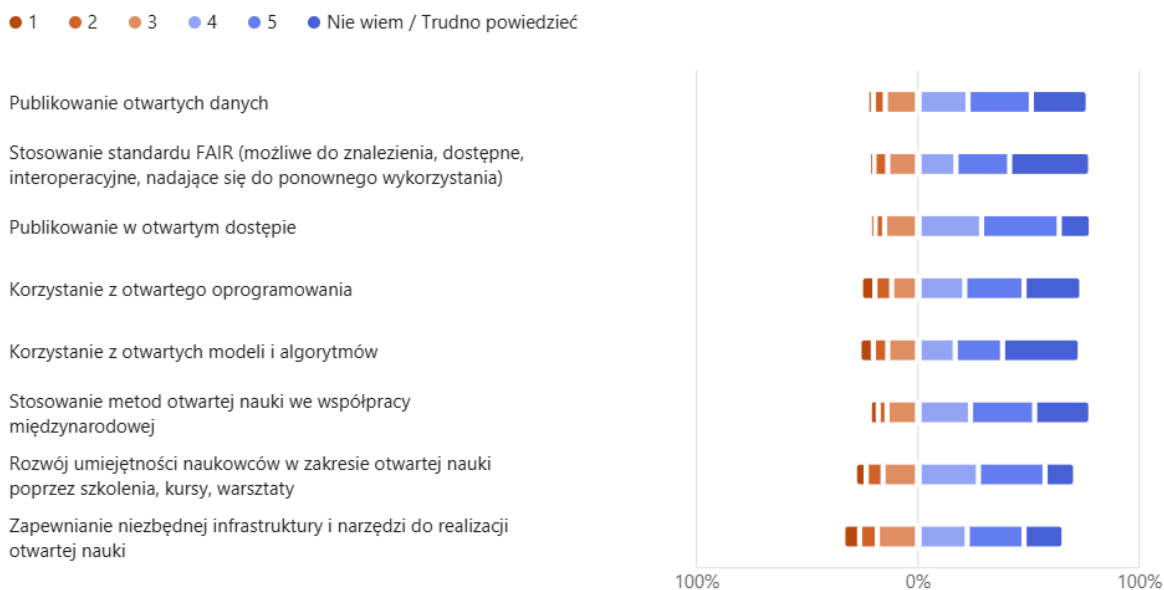 1 2 3 4 5 Nie wiem / Trudno powiedzieć
Publikowanie otwartych danych
Stosowanie standardu FAIR (możliwe do znalezienia, dostępne,
interoperacyjne, nadające się do ponownego wykorzystania)
Publikowanie w otwartym dostępie
Korzystanie z otwartego oprogramowania
Korzystanie z otwartych modeli i algorytmów
Stosowanie metod otwartej nauki we współpracy
międzynarodowej
Rozwój umiejętności naukowców w zakresie otwartej nauki
poprzez szkolenia, kursy, warsztaty
Zapewnianie niezbędnej infrastruktury i narzędzi do realizacji
otwartej nauki
100% 0% 100%